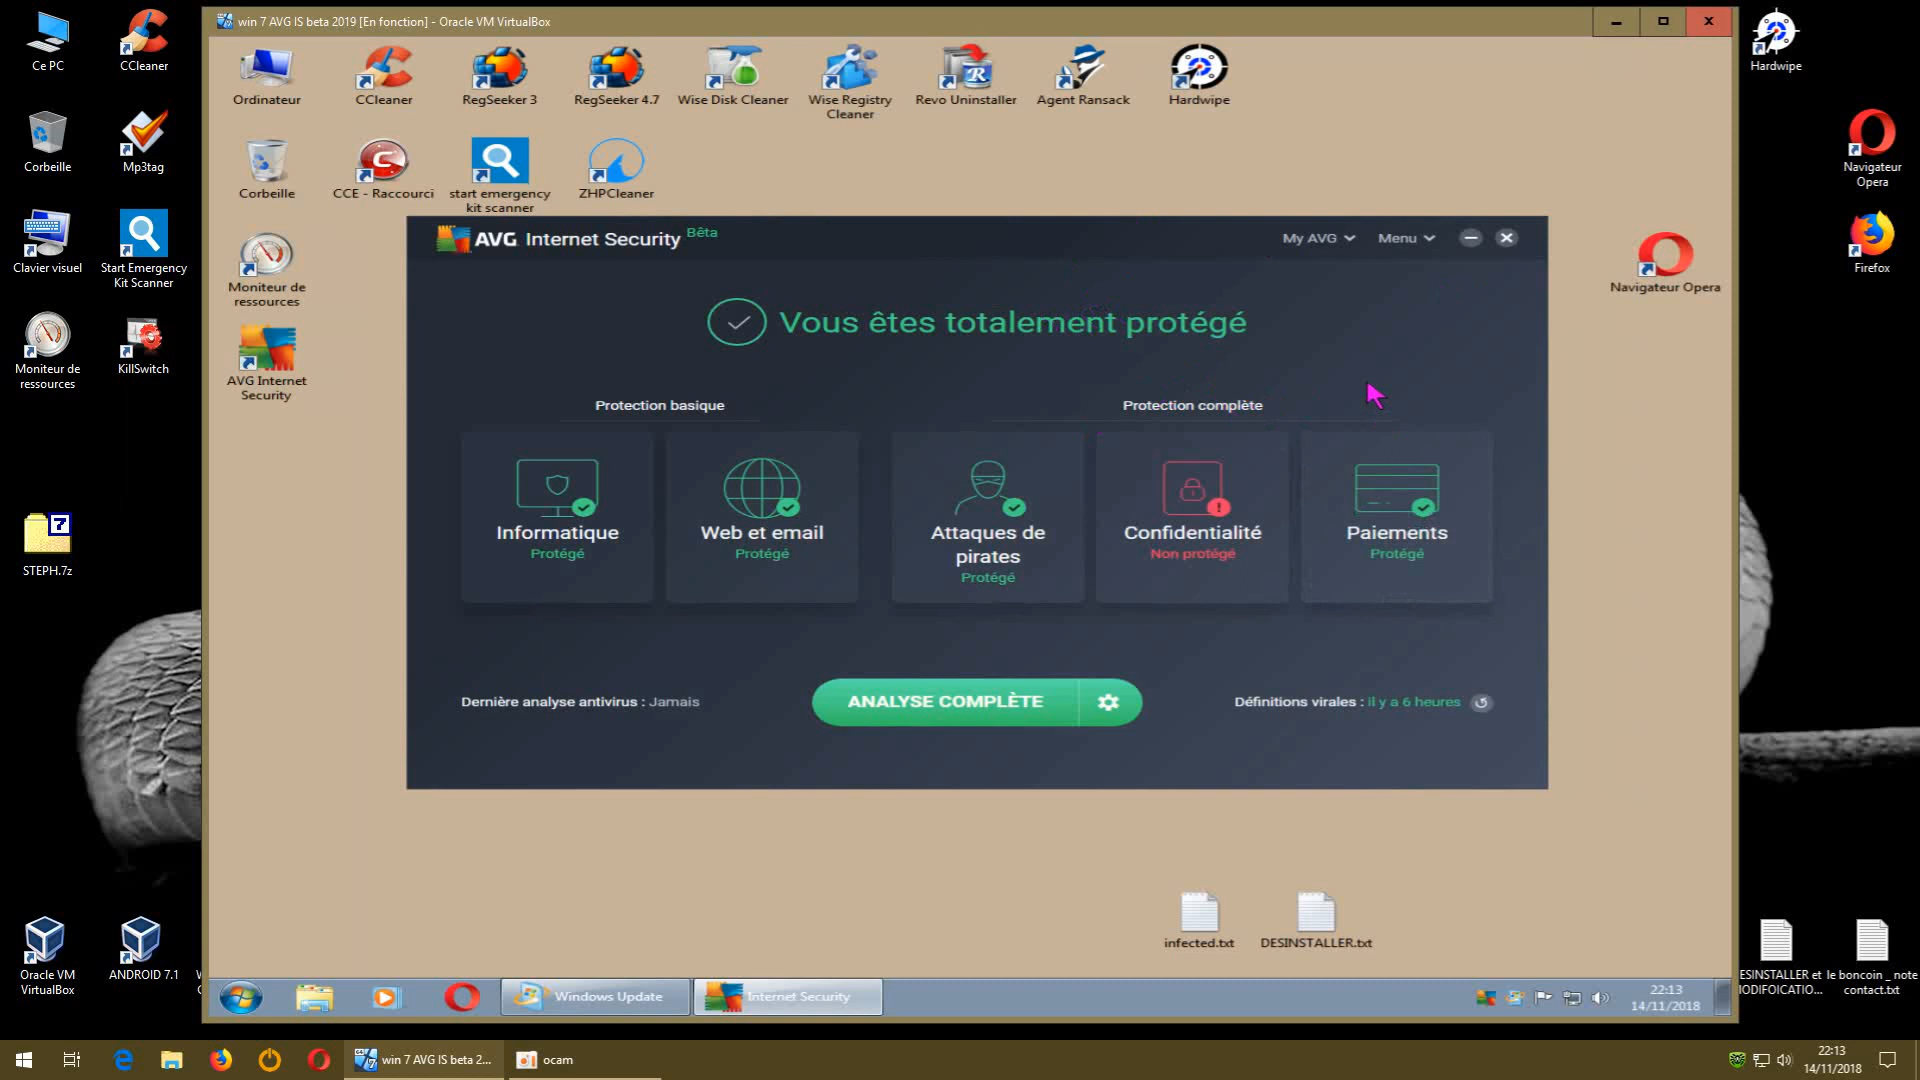 win 7 AVG IS beta 2019 [En fonction] - Oracle VM VirtualBox
Ce PC
CCleaner
Corbeille
Mp3tag
Clavier visuel
Start Emergency
Kit Scanner
Moniteur de
ressources
KillSwitch
STEPH.7z
Oracle VM
VirtualBox
ANDROID 7.1
Ordinateur
CCleaner
RegSeeker 3
RegSeeker 4.7
Wise Disk Cleaner
Wise Registry
Cleaner
Revo Uninstaller
Agent Ransack
Hardwipe
Corbeille
CCE - Raccourci
start emergency
kit scanner
ZHPCleaner
Moniteur de
ressources
AVG Internet
Security
Navigateur Opera
AVG Internet Security Bêta
My AVG
Menu
Vous êtes totalement protégé
Protection basique
Protection complète
Informatique
Protégé
Web et email
Protégé
Attaques de
pirates
Protégé
Confidentialité
Non protégé
Paiements
Protégé
Dernière analyse antivirus : Jamais
ANALYSE COMPLÈTE
Définitions virales : il y a 6 heures
infected.txt
DESINSTALLER.txt
Windows Update
Internet Security
22:13
14/11/2018
Hardwipe
Navigateur
Opera
Firefox
ESINSTALLER et
IODIFOICATIO...
le boncoin _ note
contact.txt
win 7 AVG IS beta 2...
ocam
22:13
14/11/2018